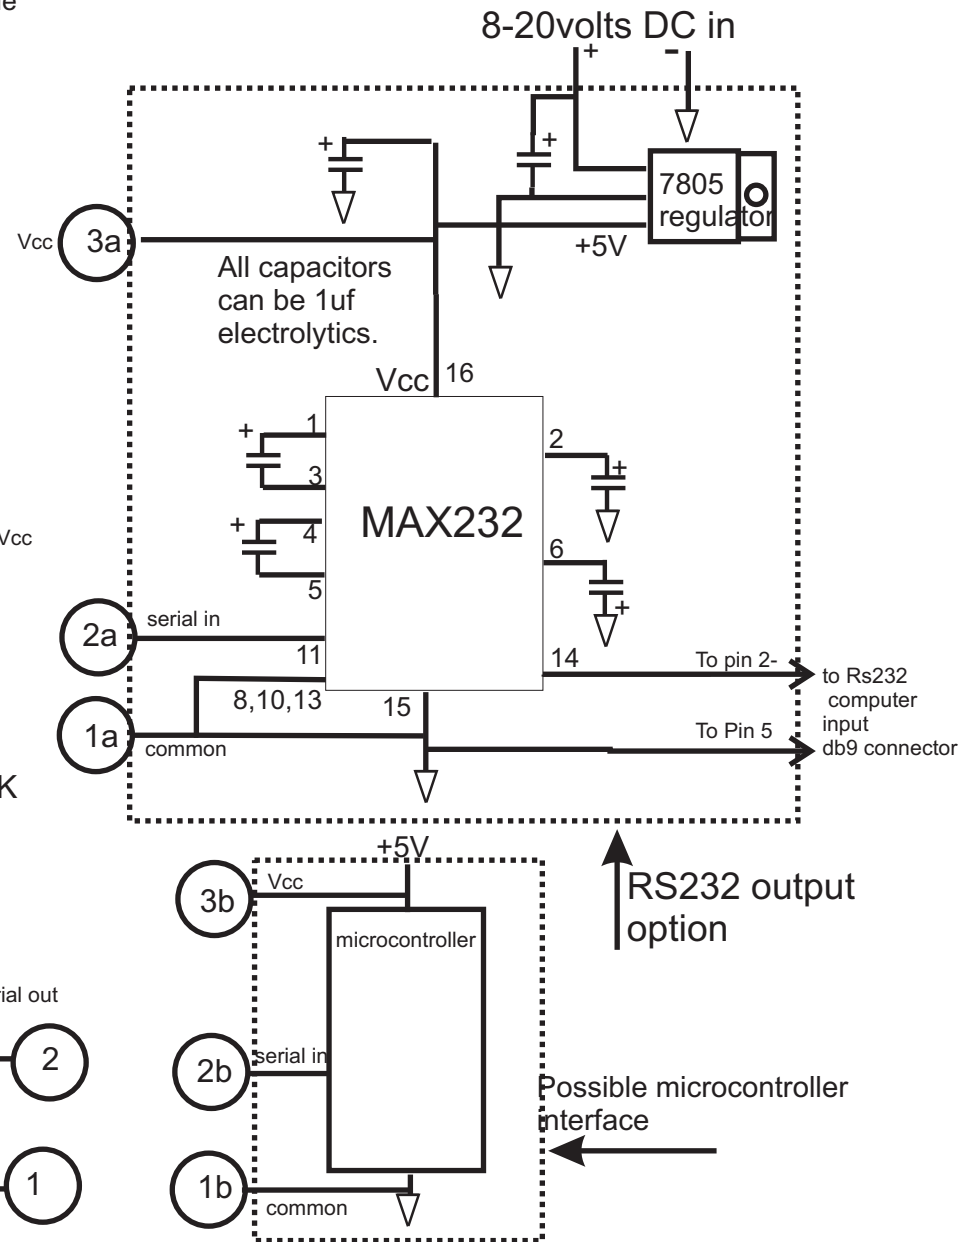 8-20volts DC in
+
-
+
+
7805
regulator
Vcc
3a
+5V
All capacitors
can be 1uf
electrolytics.
Vcc
16
+
1
2
3
+
MAX232
+
4
Vcc
6
5
+
2a
serial in
11
14
To pin 2-
to Rs232
computer
input
db9 connector
8,10,13
15
1a
common
To Pin 5
K
+5V
3b
Vcc
RS232 output
option
microcontroller
2
2b
serial in
Possible microcontroller
interface
1
1b
common